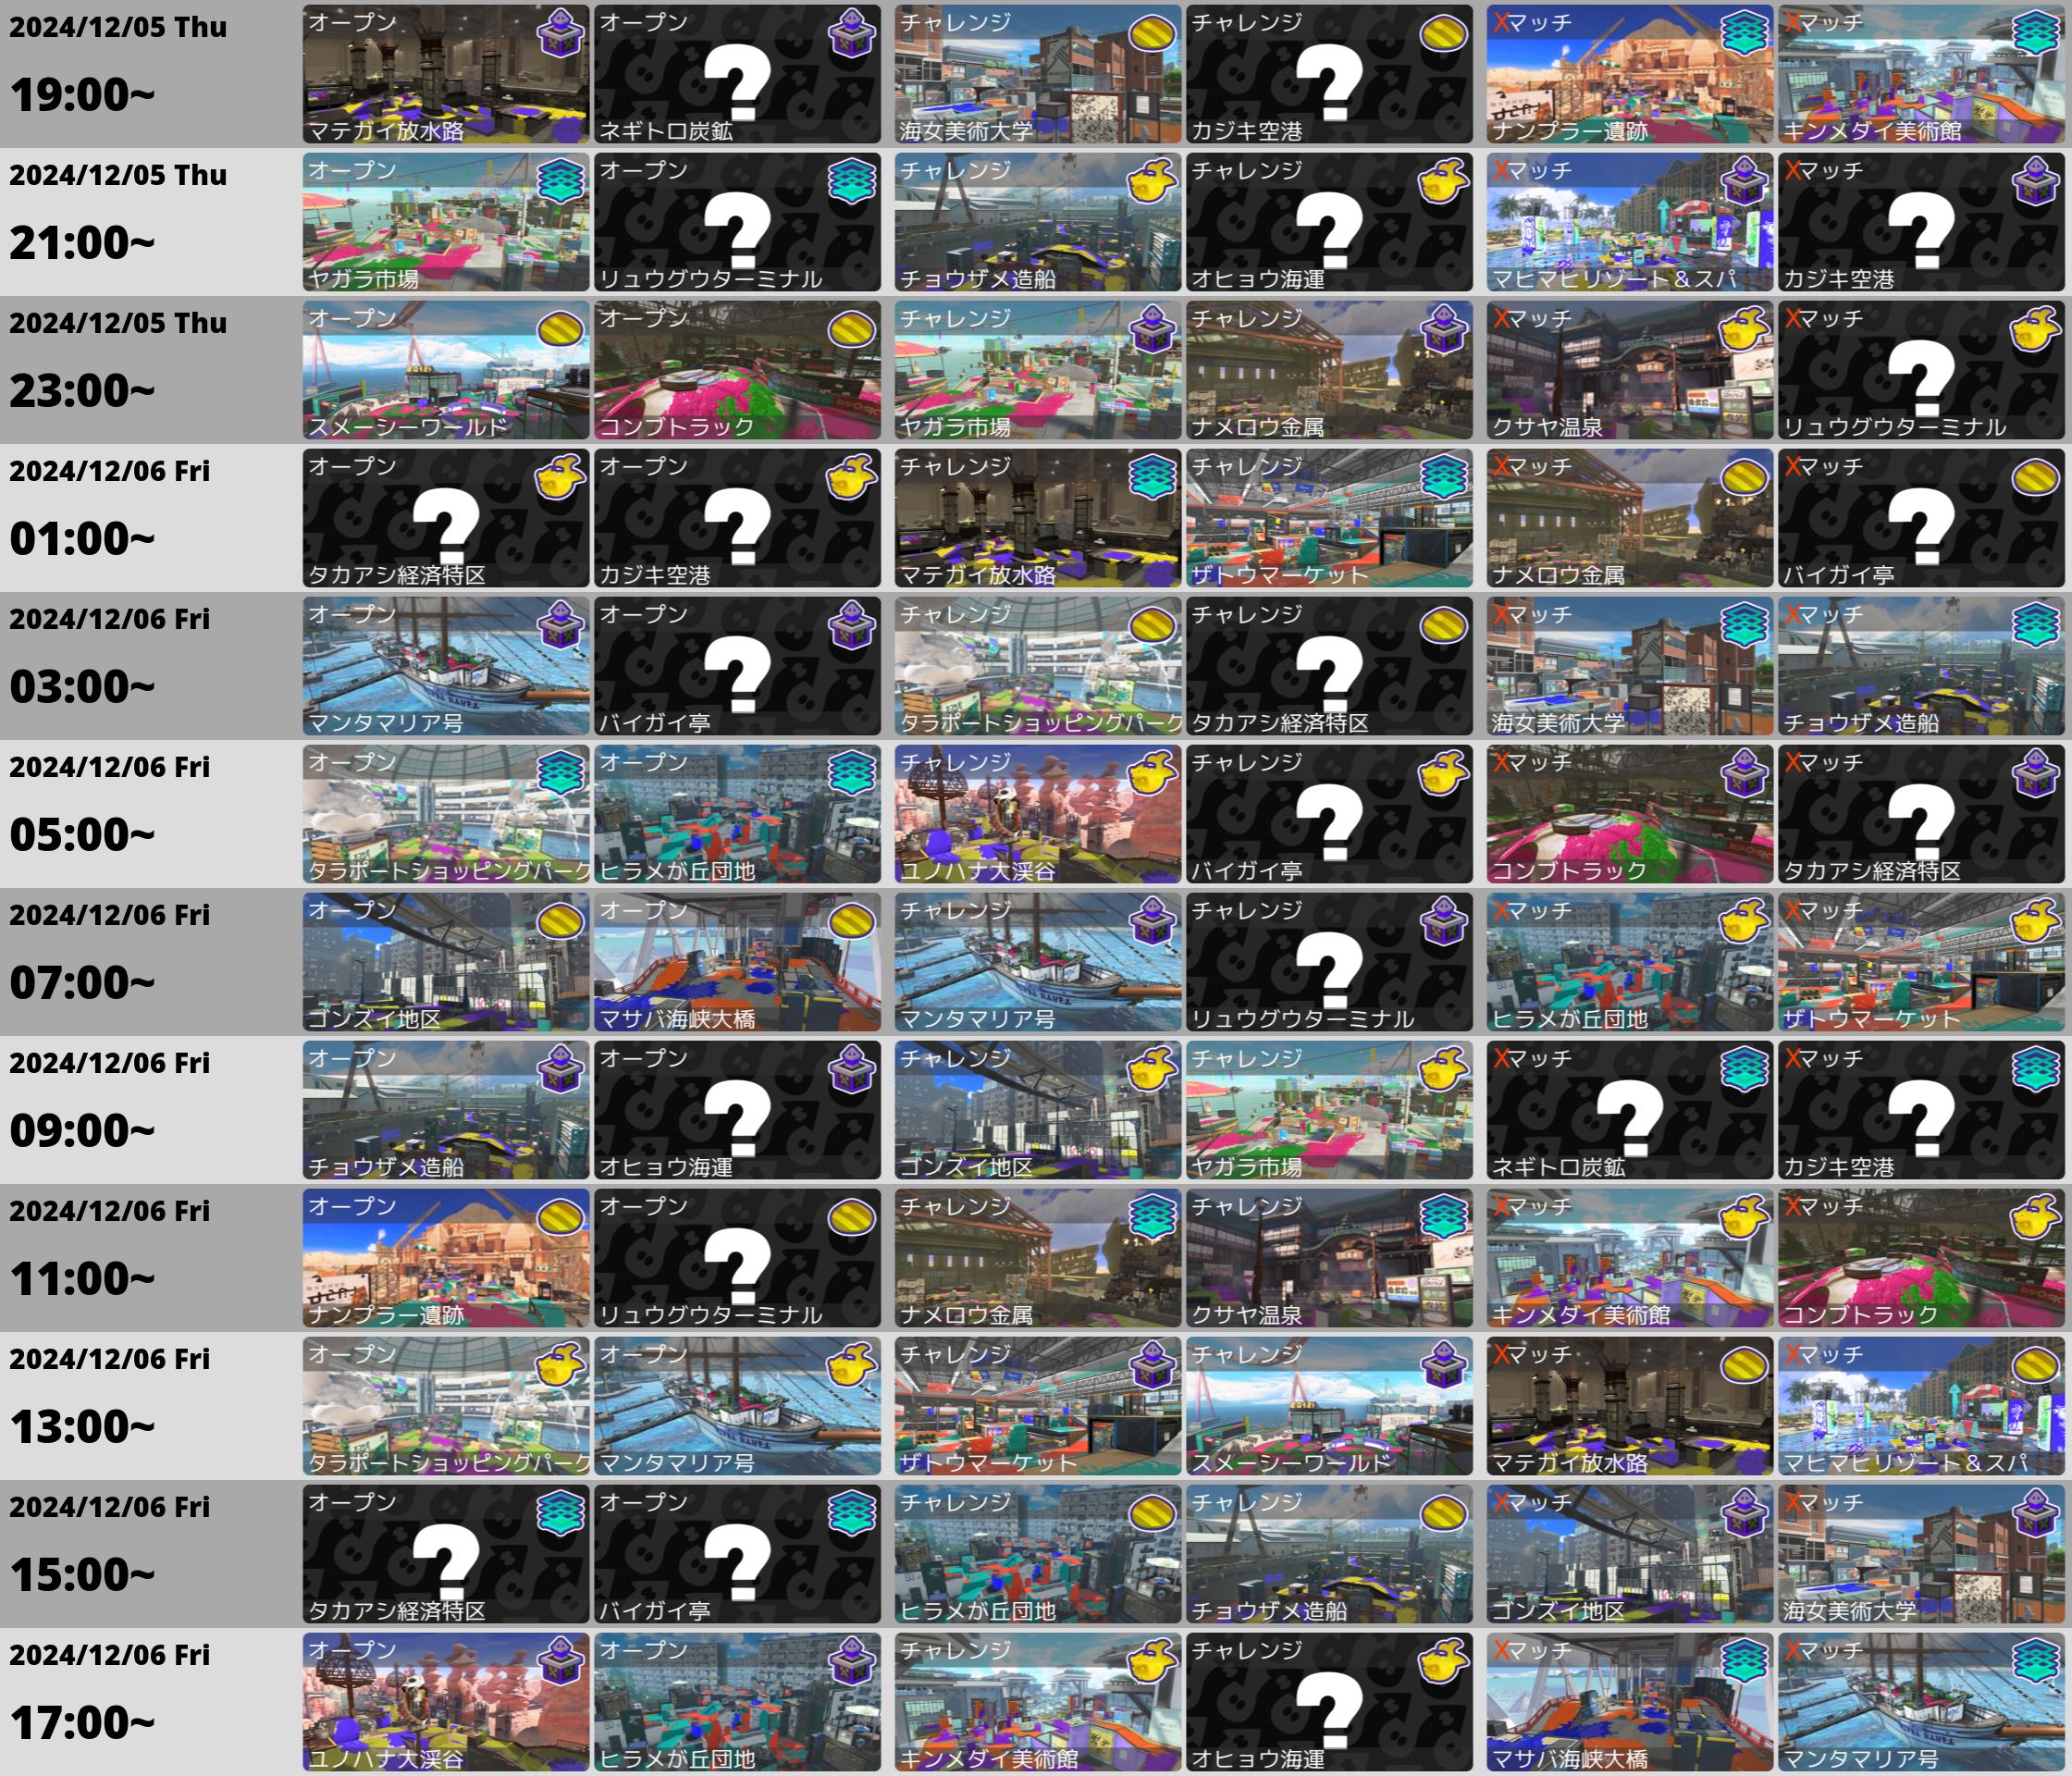 2024/12/05 Thu
19:00~
オープン
マテガイ放水路
オープン
ネギトロ炭鉱
チャレンジ
海女美術大学
チャレンジ
カジキ空港
Xマッチ
ナンプラー遺跡
Xマッチ
キンメダイ美術館
2024/12/05 Thu
21:00~
オープン
ヤガラ市場
オープン
リュウグウターミナル
チャレンジ
チョウザメ造船
チャレンジ
オヒョウ海運
Xマッチ
マヒマヒリゾート＆スパ
Xマッチ
カジキ空港
2024/12/05 Thu
23:00~
オープン
スメーシーワールド
オープン
コンブトラック
チャレンジ
ヤガラ市場
チャレンジ
ナメロウ金属
Xマッチ
クサヤ温泉
Xマッチ
リュウグウターミナル
2024/12/06 Fri
01:00~
オープン
タカアシ経済特区
オープン
カジキ空港
チャレンジ
マテガイ放水路
チャレンジ
ザトウマーケット
Xマッチ
ナメロウ金属
Xマッチ
バイガイ亭
2024/12/06 Fri
03:00~
オープン
マンタマリア号
オープン
バイガイ亭
チャレンジ
タラポートショッピングパーク
チャレンジ
タカアシ経済特区
Xマッチ
海女美術大学
Xマッチ
チョウザメ造船
2024/12/06 Fri
05:00~
オープン
タラポートショッピングパーク
オープン
ヒラメが丘団地
チャレンジ
ユノハナ大渓谷
チャレンジ
バイガイ亭
Xマッチ
コンブトラック
Xマッチ
タカアシ経済特区
2024/12/06 Fri
07:00~
オープン
ゴンズイ地区
オープン
マサバ海峡大橋
チャレンジ
マンタマリア号
チャレンジ
リュウグウターミナル
Xマッチ
ヒラメが丘団地
Xマッチ
ザトウマーケット
2024/12/06 Fri
09:00~
オープン
チョウザメ造船
オープン
オヒョウ海運
チャレンジ
ゴンズイ地区
チャレンジ
ヤガラ市場
Xマッチ
ネギトロ炭鉱
Xマッチ
カジキ空港
2024/12/06 Fri
11:00~
オープン
ナンプラー遺跡
オープン
リュウグウターミナル
チャレンジ
ナメロウ金属
チャレンジ
クサヤ温泉
Xマッチ
キンメダイ美術館
Xマッチ
コンブトラック
2024/12/06 Fri
13:00~
オープン
タラポートショッピングパーク
オープン
マンタマリア号
チャレンジ
ザトウマーケット
チャレンジ
スメーシーワールド
Xマッチ
マテガイ放水路
Xマッチ
マヒマヒリゾート＆スパ
2024/12/06 Fri
15:00~
オープン
タカアシ経済特区
オープン
バイガイ亭
チャレンジ
ヒラメが丘団地
チャレンジ
チョウザメ造船
Xマッチ
ゴンズイ地区
Xマッチ
海女美術大学
2024/12/06 Fri
17:00~
オープン
ユノハナ大渓谷
オープン
ヒラメが丘団地
チャレンジ
キンメダイ美術館
チャレンジ
オヒョウ海運
Xマッチ
マサバ海峡大橋
Xマッチ
マンタマリア号